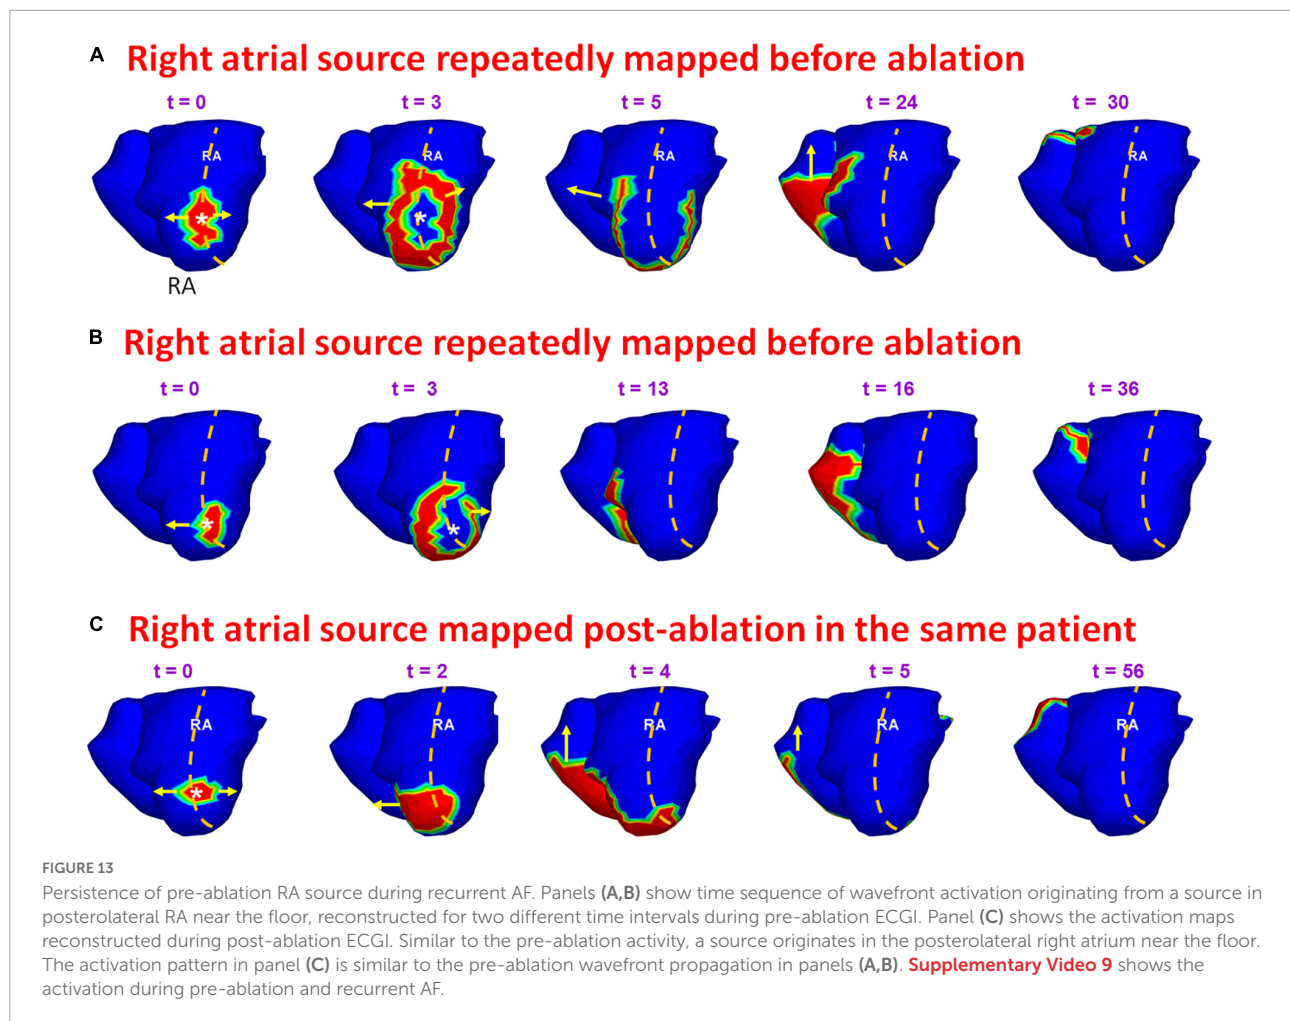 A Right atrial source repeatedly mapped before ablation
t = 0 t = 3 t = 5 t = 24 t = 30
RA RA RA RA RA
* *
RA
B Right atrial source repeatedly mapped before ablation
t = 0 t = 3 t = 13 t = 16 t = 36
* *
C Right atrial source mapped post-ablation in the same patient
t = 0 t = 2 t = 4 t = 5 t = 56
RA RA RA RA RA
*
FIGURE 13
Persistence of pre-ablation RA source during recurrent AF. Panels (A,B) show time sequence of wavefront activation originating from a source in
posterolateral RA near the floor, reconstructed for two different time intervals during pre-ablation ECGI. Panel (C) shows the activation maps
reconstructed during post-ablation ECGI. Similar to the pre-ablation activity, a source originates in the posterolateral right atrium near the floor.
The activation pattern in panel (C) is similar to the pre-ablation wavefront propagation in panels (A,B). Supplementary Video 9 shows the
activation during pre-ablation and recurrent AF.